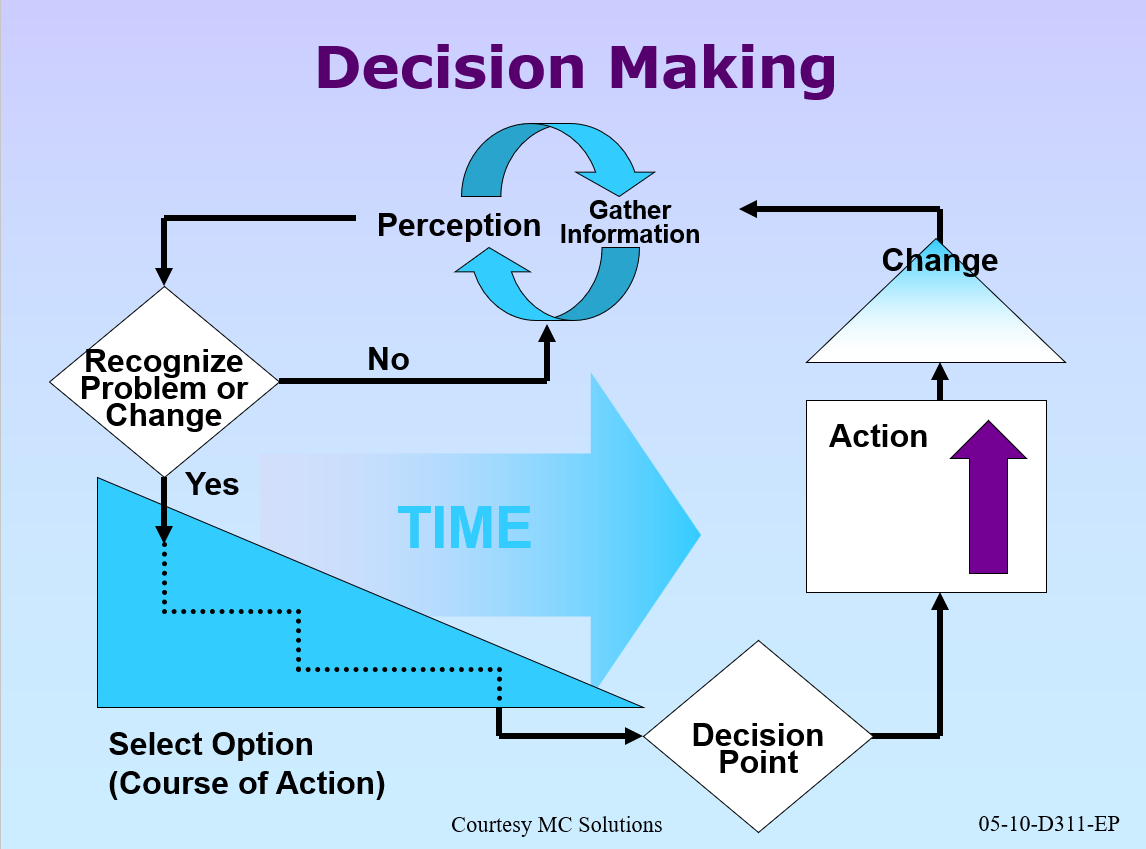 Decision Making
Perception
Gather
Information
Change
Recognize
Problem or
Change
No
Yes
TIME
Action
Select Option
(Course of Action)
Decision
Point
Courtesy MC Solutions
05-10-D311-EP